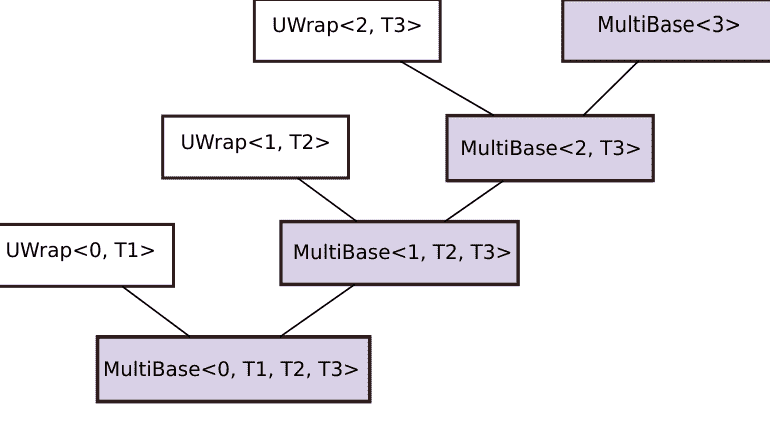 UWrap<2, T3>
MultiBase<3>
UWrap<1, T2>
MultiBase<2, T3>
UWrap<0, T1>
MultiBase<1, T2, T3>
MultiBase<0, T1, T2, T3>